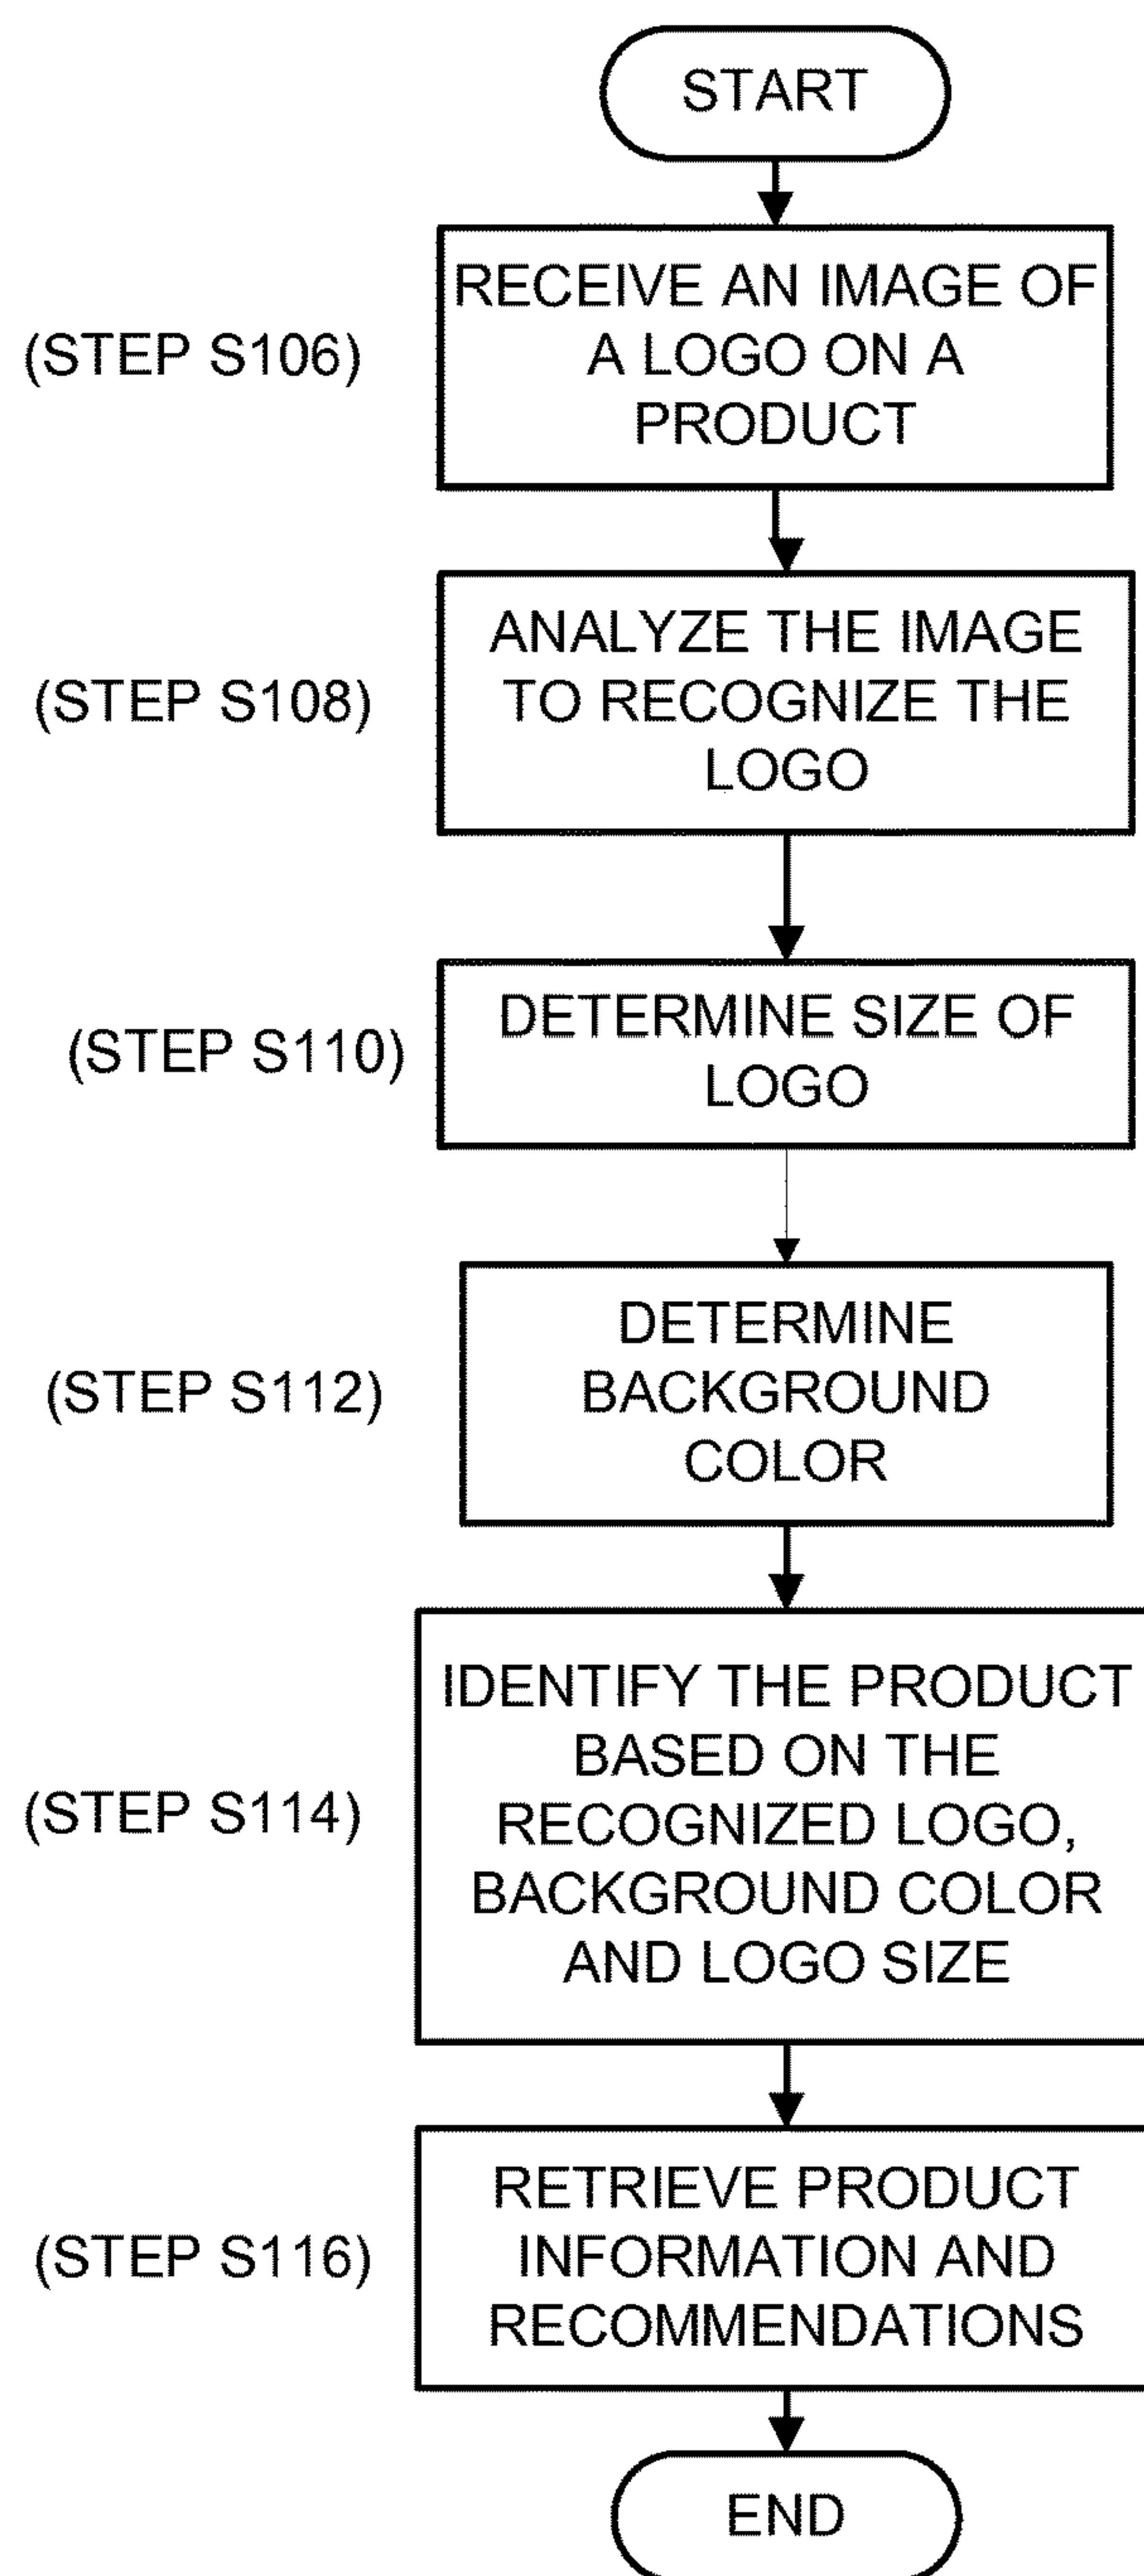 START
RECEIVE AN IMAGE OF
(STEP S106)
A LOGO ON A
PRODUCT
ANALYZE THE IMAGE
(STEP S108)
TO RECOGNIZE THE
LOGO
(STEP S110)
DETERMINE SIZE OF
LOGO
DETERMINE
(STEP S112)
BACKGROUND
COLOR
IDENTIFY THE PRODUCT
BASED ON THE
(STEP S114)
RECOGNIZED LOGO,
BACKGROUND COLOR
AND LOGO SIZE
RETRIEVE PRODUCT
(STEP S116)
INFORMATION AND
RECOMMENDATIONS
END